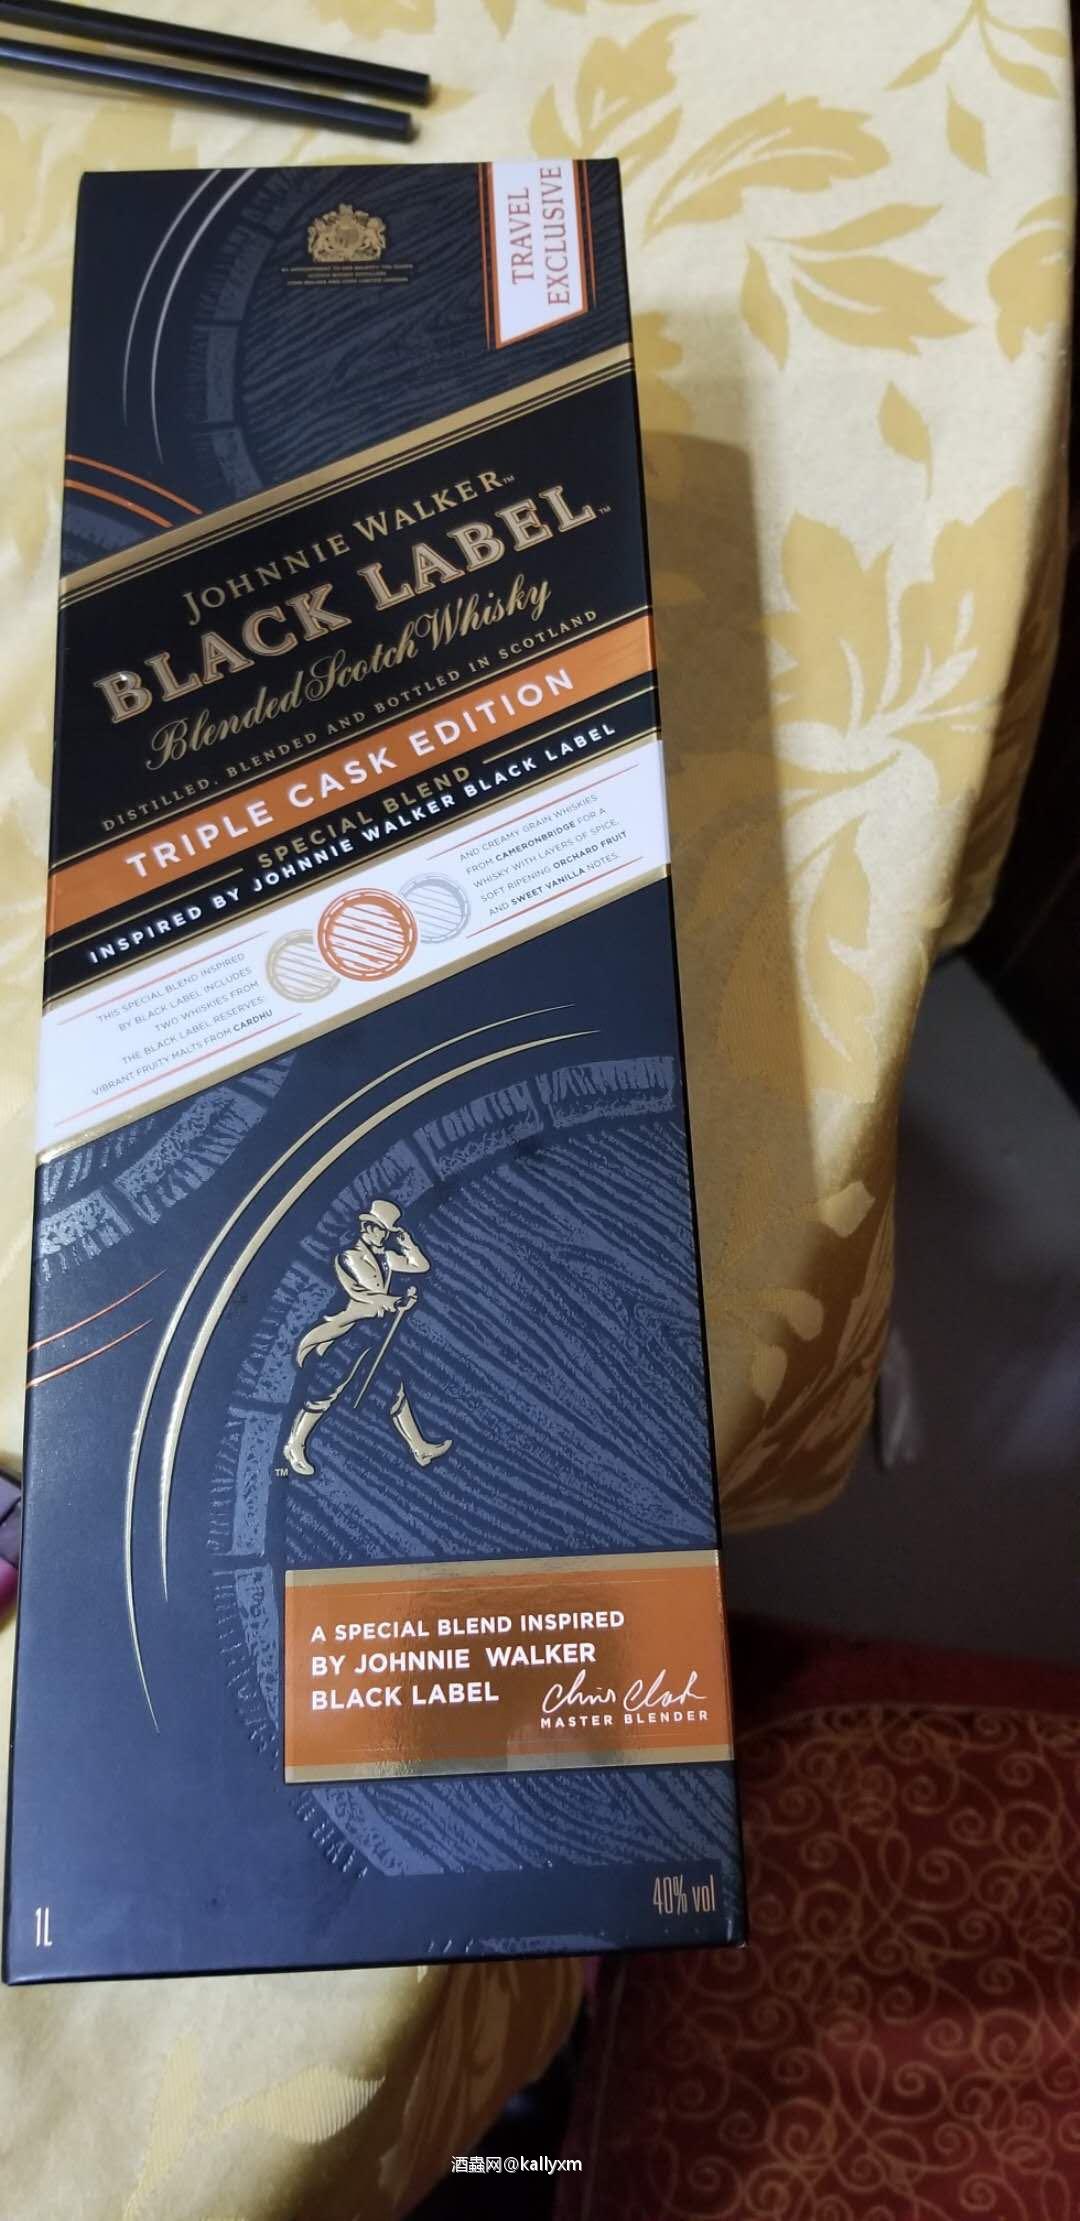 TRAVEL
EXCLUSIVE
JOHNNIE WALKER™
BLACK LABEL™
Blended Scotch Whisky
DISTILLED, BLENDED AND BOTTLED IN SCOTLAND
TRIPLE CASK EDITION
SPECIAL BLEND
INSPIRED BY JOHNNIE WALKER BLACK LABEL
THIS SPECIAL BLEND INSPIRED
BY BLACK LABEL INCLUDES
TWO WHISKIES FROM
THE BLACK LABEL RESERVES:
VIBRANT FRUITY MALTS FROM CARDHU
AND CREAMY GRAIN WHISKIES
FROM CAMERONBRIDGE FOR A
WHISKY WITH LAYERS OF SPICE,
SOFT RIPENING ORCHARD FRUIT
AND SWEET VANILLA NOTES.
TM
A SPECIAL BLEND INSPIRED
BY JOHNNIE WALKER
BLACK LABEL
MASTER BLENDER
1L
40% vol
酒蟲网@kallyxm